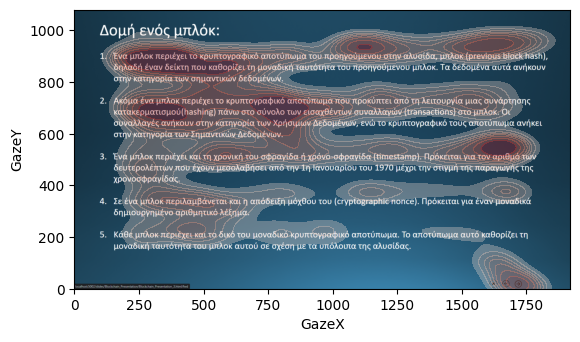 Δομή ενός μπλόκ:
1. Ένα μπλοκ περιέχει το κρυπτογραφικό αποτύπωμα του προηγούμενου στην αλυσίδα, μπλοκ (previous block hash),
δηλαδή έναν δείκτη που καθορίζει τη μοναδική ταυτότητα του προηγούμενου μπλοκ. Τα δεδομένα αυτά ανήκουν
στην κατηγορία των σημαντικών δεδομένων.
2. Ακόμα ένα μπλοκ περιέχει το κρυπτογραφικό αποτύπωμα που προκύπτει από τη λειτουργία μιας συνάρτησης
κατακερματισμού(hashing) πάνω στο σύνολο των εισαχθέντων συναλλαγών (transactions) στο μπλοκ. Οι
συναλλαγές ανήκουν στην κατηγορία των Χρήσιμων Δεδομένων, ενώ το κρυπτογραφικό τους αποτύπωμα ανήκει
στην κατηγορία των Σημαντικών Δεδομένων.
3. Ένα μπλοκ περιέχει και τη χρονική του σφραγίδα ή χρόνο-σφραγίδα (timestamp). Πρόκειται για τον αριθμό των
δευτερολέπτων που έχουν μεσολαβήσει από την 1η Ιανουαρίου του 1970 μέχρι την στιγμή της παραγωγής της
χρονοσφραγίδας.
4. Σε ένα μπλοκ περιλαμβάνεται και η απόδειξη μόχθου του (cryptographic nonce). Πρόκειται για έναν μοναδικά
δημιουργημένο αριθμητικό λέξημα.
5. Κάθε μπλοκ περιέχει και το δικό του μοναδικό κρυπτογραφικό αποτύπωμα. Το αποτύπωμα αυτό καθορίζει τη
μοναδική ταυτότητα του μπλοκ αυτού σε σχέση με τα υπόλοιπα της αλυσίδας.
GazeY
1000
800
600
400
200
0
0 250 500 750 1000 1250 1500 1750
GazeX